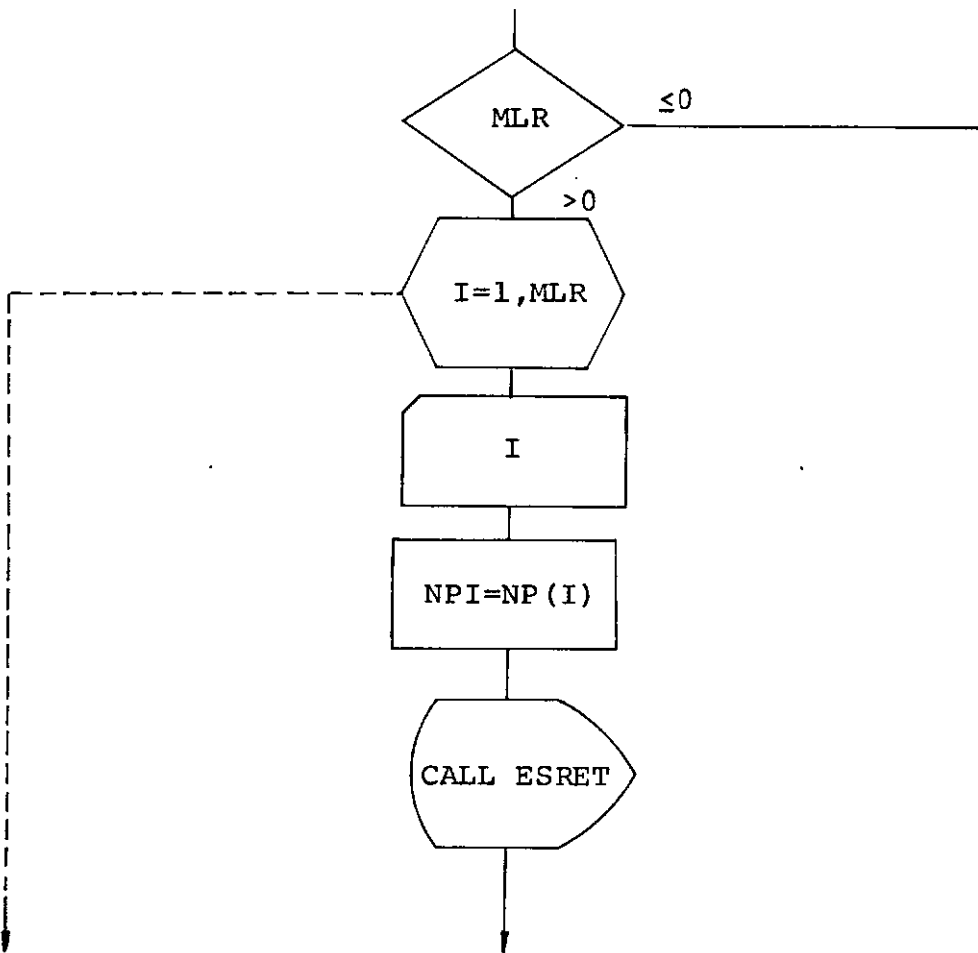 MLR
≤0
>0
I=1,MLR
I
NPI=NP(I)
CALL ESRET